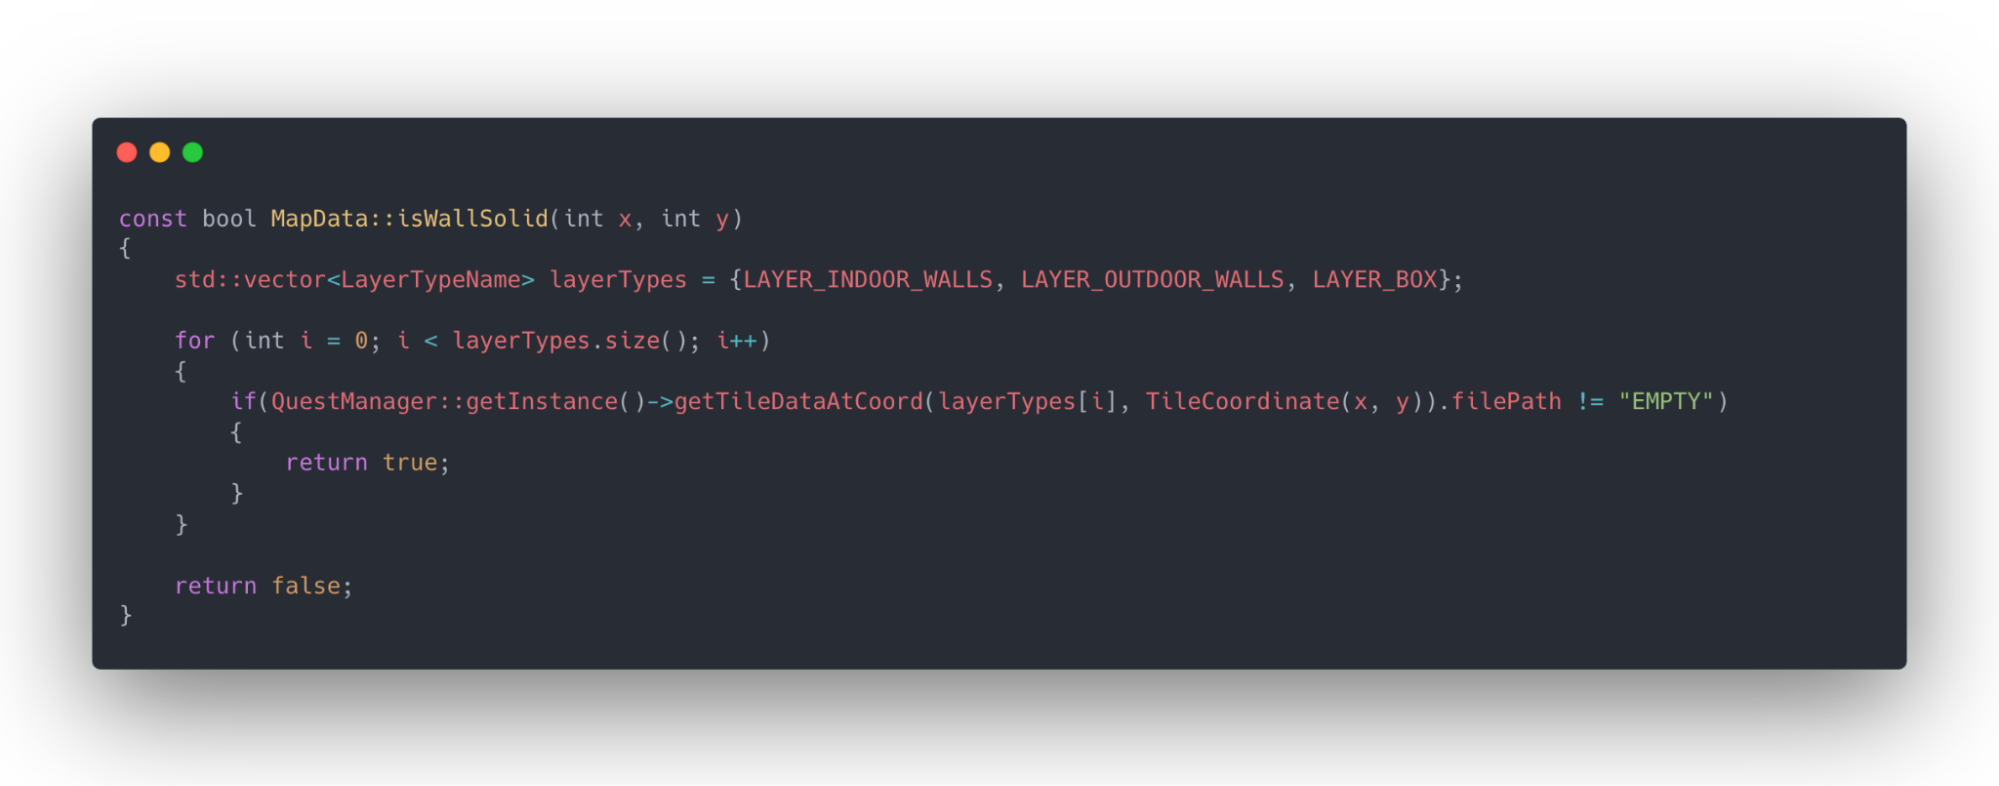 const bool MapData::isWallSolid(int x, int y)
{
    std::vector<LayerTypeName> layerTypes = {LAYER_INDOOR_WALLS, LAYER_OUTDOOR_WALLS, LAYER_BOX};

    for (int i = 0; i < layerTypes.size(); i++)
    {
        if(QuestManager::getInstance()->getTileDataAtCoord(layerTypes[i], TileCoordinate(x, y)).filePath != "EMPTY")
        {
            return true;
        }
    }

    return false;
}